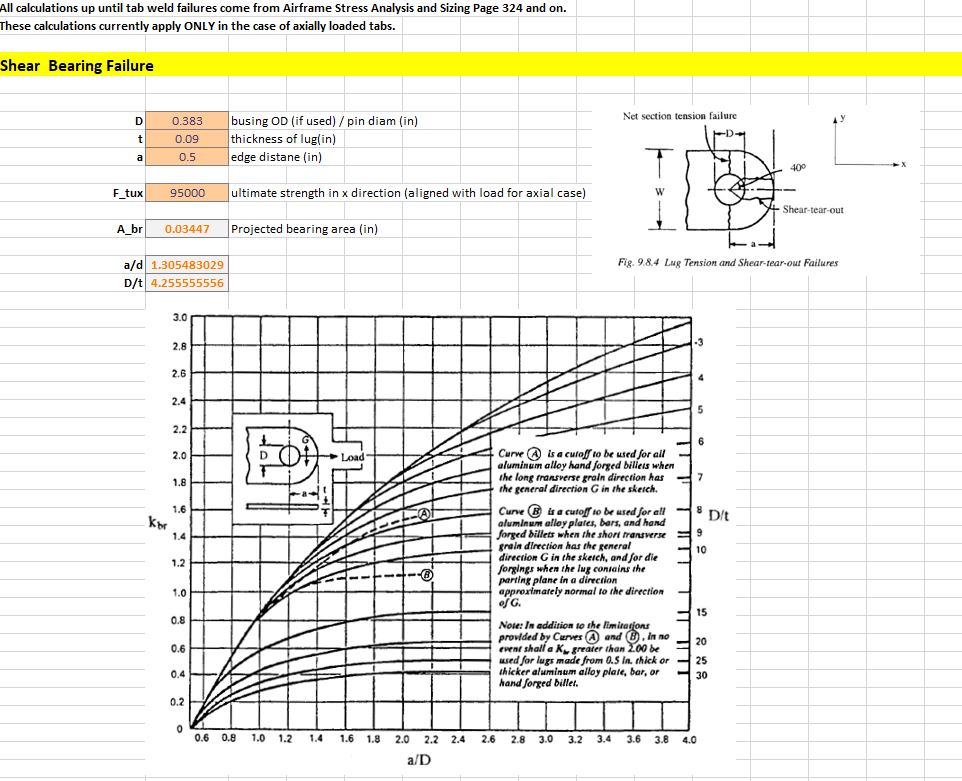 All calculations up until tab weld failures come from Airframe Stress Analysis and Sizing Page 324 and on.
These calculations currently apply ONLY in the case of axially loaded tabs.
Shear Bearing Failure
D 0.383 busing OD (if used) / pin diam (in)
t 0.09 thickness of lug(in)
a 0.5 edge distane (in)
F_tux 95000 ultimate strength in x direction (aligned with load for axial case)
A_br 0.03447 Projected bearing area (in)
a/d 1.305483029
D/t 4.255555556
Net section tension failure
D
y
x
40°
W
Shear-tear-out
a
Fig. 9.8.4 Lug Tension and Shear-tear-out Failures
3.0
2.8
2.6
2.4
2.2
2.0
1.8
1.6
1.4
1.2
1.0
0.8
0.6
0.4
0.2
0
kbr
G
D
Load
a
t
A
B
Curve A is a cutoff to be used for all
aluminum alloy hand forged billets when
the long transverse grain direction has
the general direction G in the sketch.
Curve B is a cutoff to be used for all
aluminum alloy plates, bars, and hand
forged billets when the short transverse
grain direction has the general
direction G in the sketch, and for die
forgings when the lug contains the
parting plane in a direction
approximately normal to the direction
of G.
Note: In addition to the limitations
provided by Curves A and B, in no
event shall a Kbr greater than 2.00 be
used for lugs made from 0.5 in. thick or
thicker aluminum alloy plate, bar, or
hand forged billet.
3
4
5
6
7
8
9
10
15
20
25
30
D/t
0.6 0.8 1.0 1.2 1.4 1.6 1.8 2.0 2.2 2.4 2.6 2.8 3.0 3.2 3.4 3.6 3.8 4.0
a/D